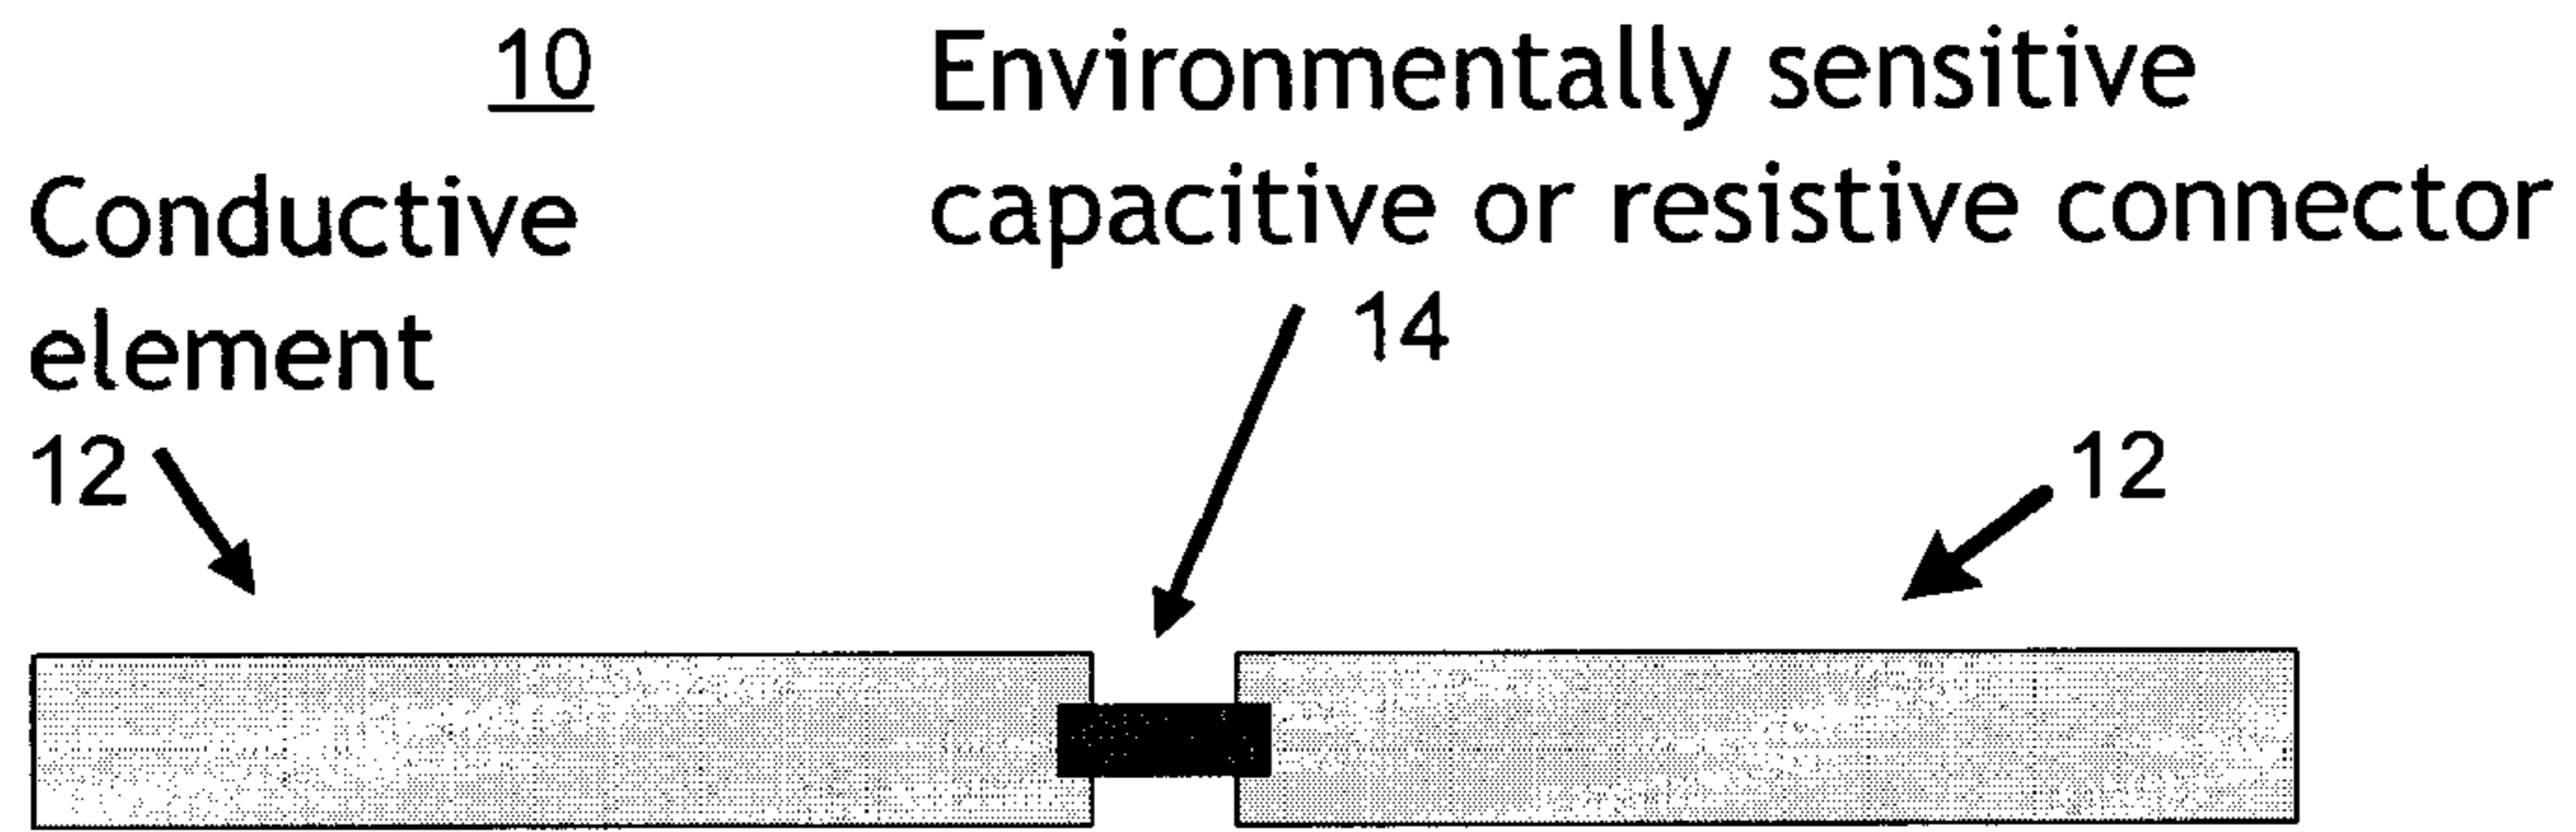 10
Conductive
element
12
Environmentally sensitive
capacitive or resistive connector
14
12